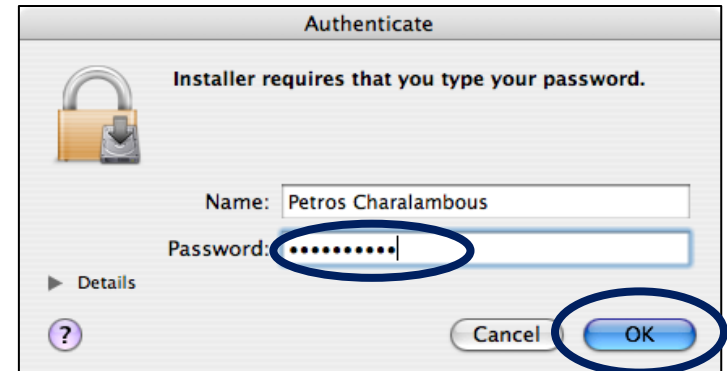 Authenticate
Installer requires that you type your password.
Name: Petros Charalambous
Password: ••••••••••
Details
? Cancel OK